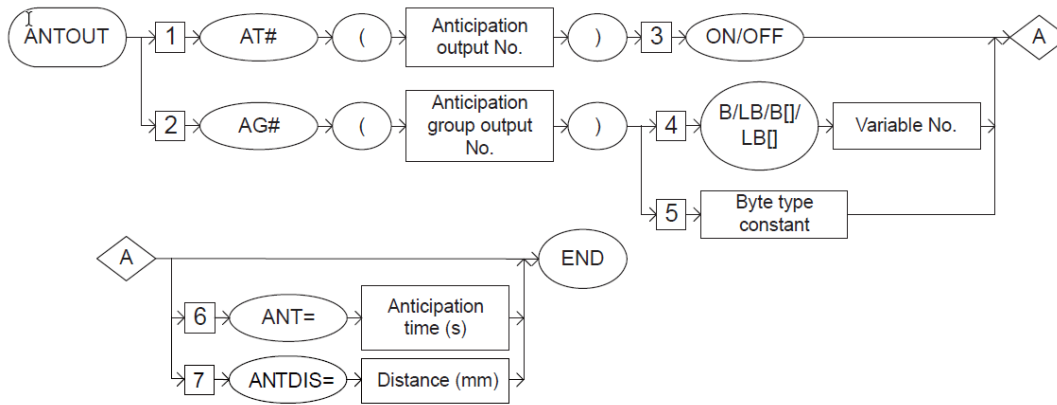 ANTOUT
1
AT#
(
Anticipation
output No.
)
3
ON/OFF
A
2
AG#
(
Anticipation
group output
No.
)
4
B/LB/B[]/
LB[]
Variable No.
5
Byte type
constant
A
END
6
ANT=
Anticipation
time (s)
7
ANTDIS=
Distance (mm)